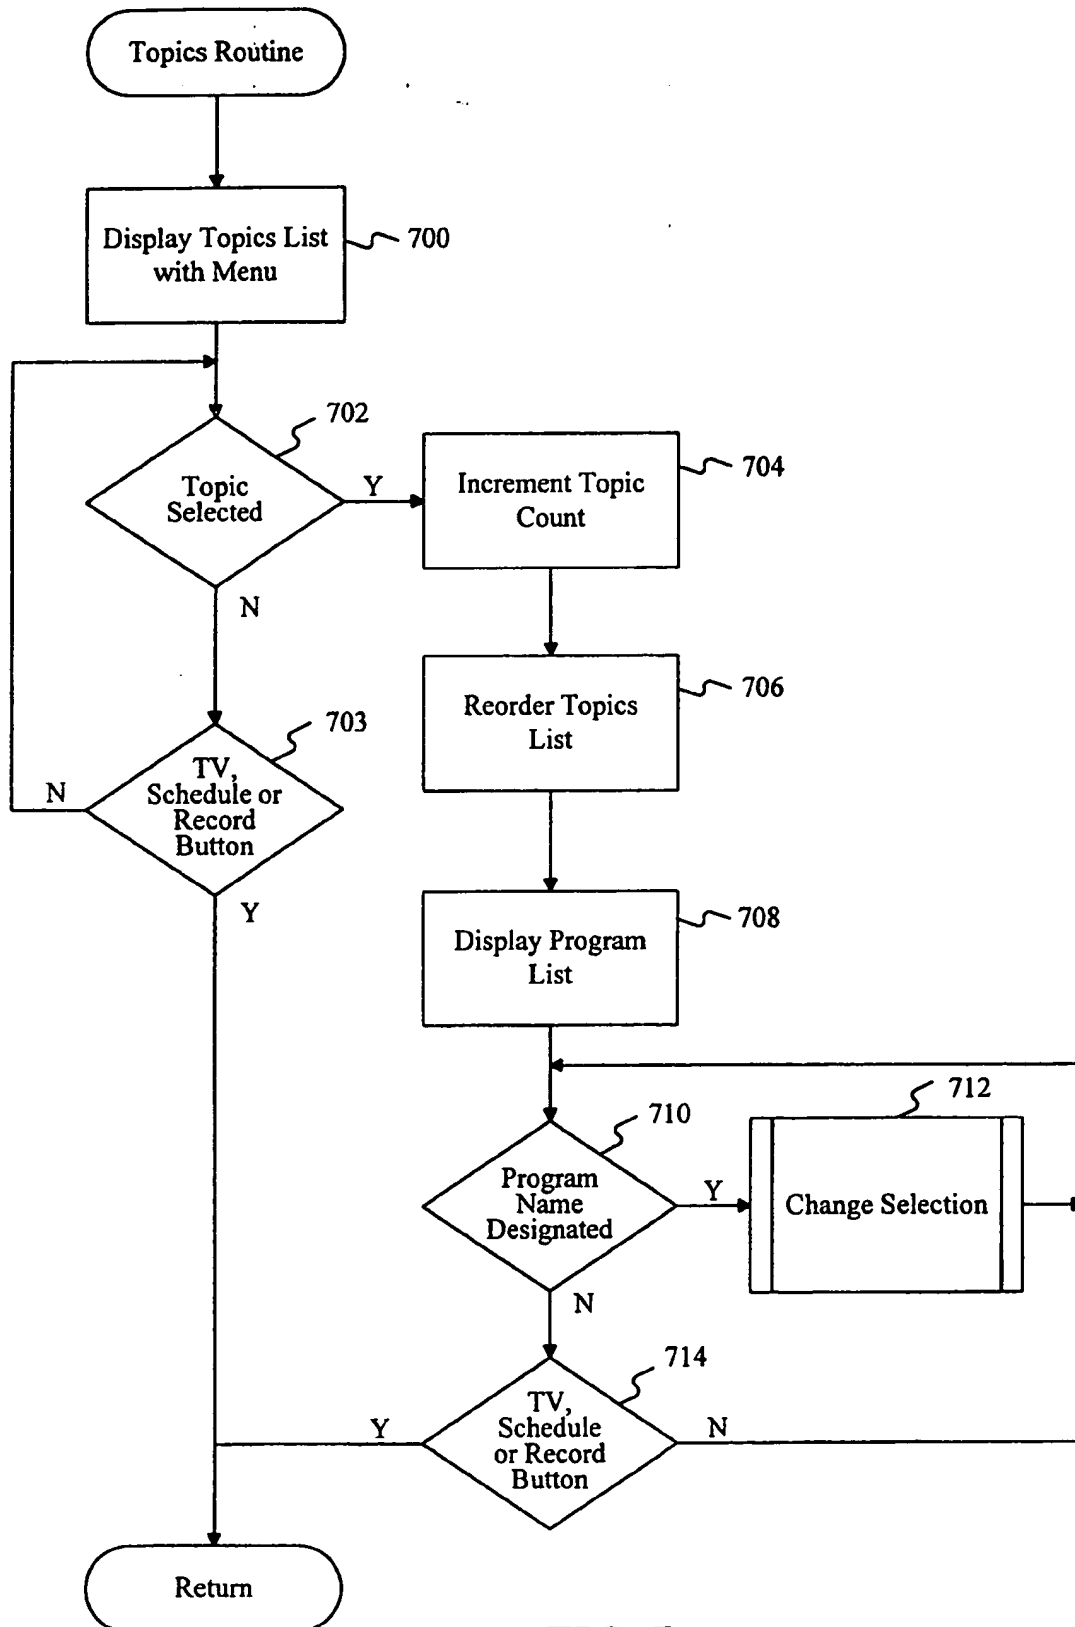 Topics Routine
Display Topics List
with Menu
700
702
Topic
Selected
Y
N
Increment Topic
Count
704
Reorder Topics
List
706
703
TV,
Schedule or
Record
Button
N
Y
Display Program
List
708
710
Program
Name
Designated
Y
N
712
Change Selection
714
TV,
Schedule
or Record
Button
Y
N
Return